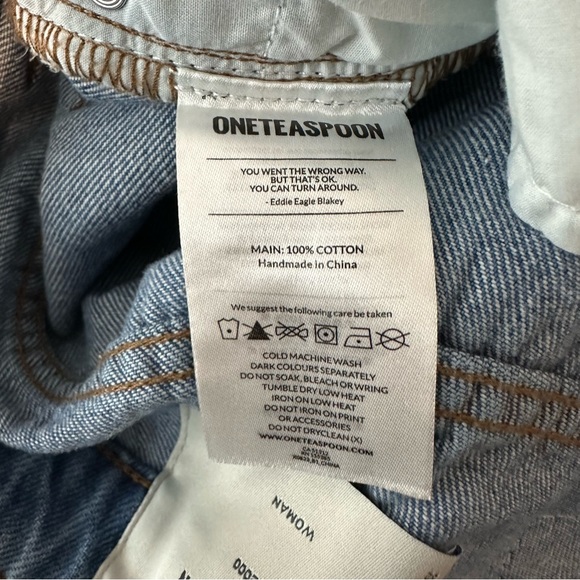 ONETEASPOON
YOU WENT THE WRONG WAY.
BUT THAT'S OK.
YOU CAN TURN AROUND.
- Eddie Eagle Blakey
MAIN: 100% COTTON
Handmade in China
We suggest the following care be taken
COLD MACHINE WASH
DARK COLOURS SEPARATELY
DO NOT SOAK, BLEACH OR WRING
TUMBLE DRY LOW HEAT
IRON ON LOW HEAT
DO NOT IRON ON PRINT
OR ACCESSORIES
DO NOT DRYCLEAN (X)
WWW.ONETEASPOON.COM
WOMAN